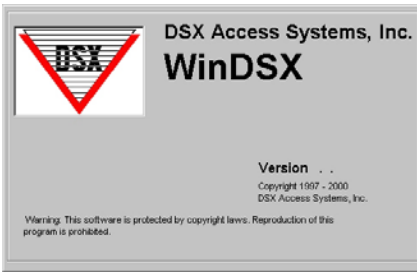 DSX
DSX Access Systems, Inc.
WinDSX
Version . .
Copyright 1997 - 2000
DSX Access Systems, Inc.
Warning: This software is protected by copyright laws. Reproduction of this
program is prohibited.